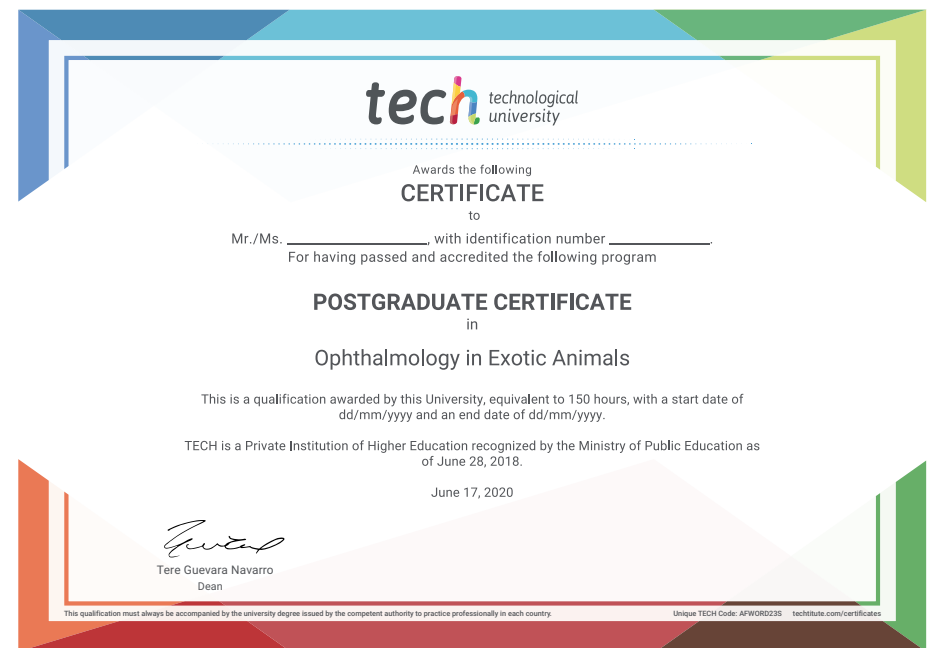 tech technological
university
Awards the following
CERTIFICATE
to
Mr./Ms. ____________________, with identification number ______________.
For having passed and accredited the following program
POSTGRADUATE CERTIFICATE
in
Ophthalmology in Exotic Animals
This is a qualification awarded by this University, equivalent to 150 hours, with a start date of
dd/mm/yyyy and an end date of dd/mm/yyyy.
TECH is a Private Institution of Higher Education recognized by the Ministry of Public Education as
of June 28, 2018.
June 17, 2020
Tere Guevara Navarro
Dean
This qualification must always be accompanied by the university degree issued by the competent authority to practice professionally in each country. Unique TECH Code: AFWORD23S techtitute.com/certificates